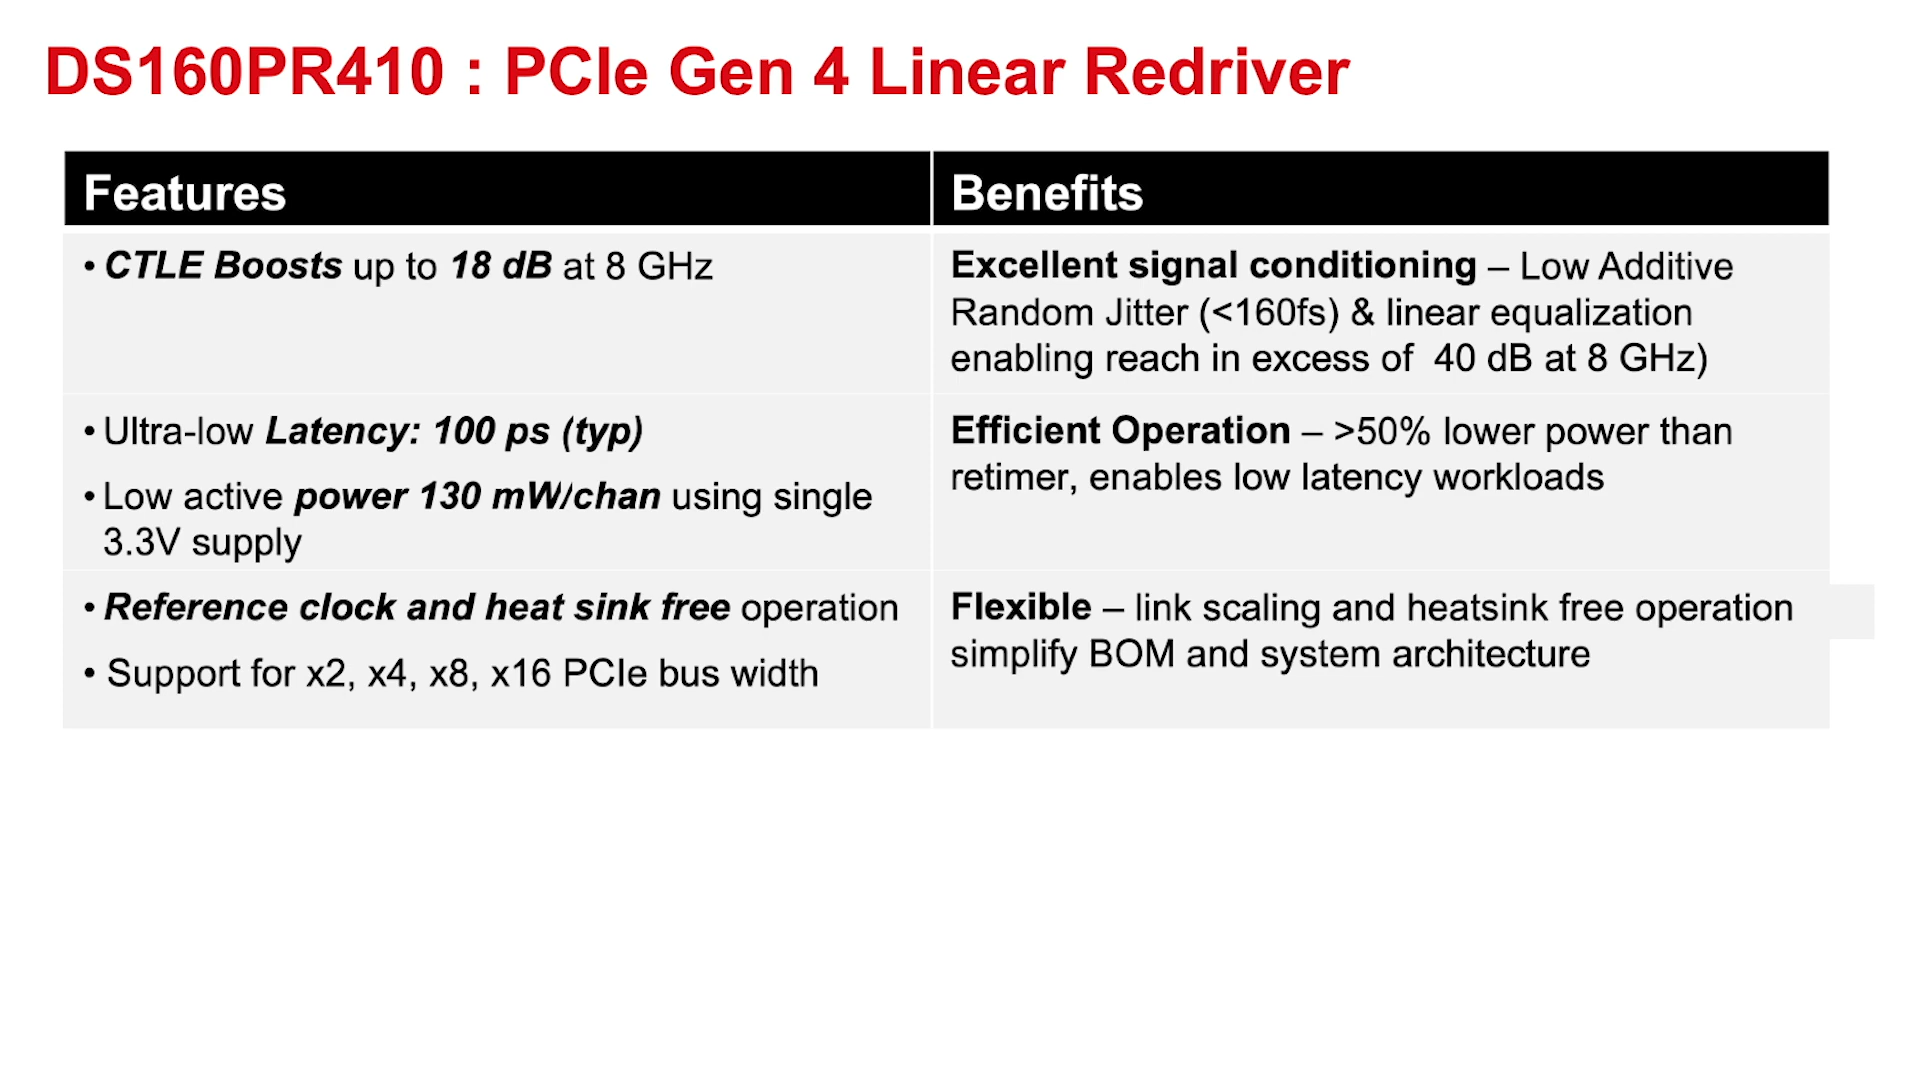 DS160PR410 : PCIe Gen 4 Linear Redriver
Features
Benefits
• CTLE Boosts up to 18 dB at 8 GHz
Excellent signal conditioning – Low Additive
Random Jitter (<160fs) & linear equalization
enabling reach in excess of  40 dB at 8 GHz)
• Ultra-low Latency: 100 ps (typ)
• Low active power 130 mW/chan using single
3.3V supply
Efficient Operation – >50% lower power than
retimer, enables low latency workloads
• Reference clock and heat sink free operation
• Support for x2, x4, x8, x16 PCIe bus width
Flexible – link scaling and heatsink free operation
simplify BOM and system architecture